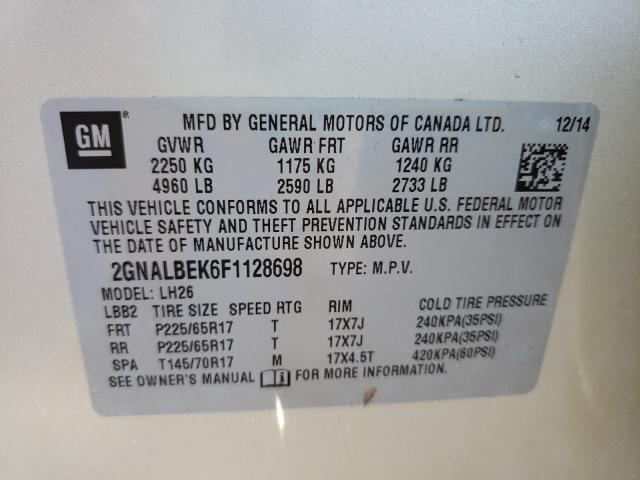 GM ®
MFD BY GENERAL MOTORS OF CANADA LTD. 12/14
GVWR GAWR FRT GAWR RR
2250 KG 1175 KG 1240 KG
4960 LB 2590 LB 2733 LB
THIS VEHICLE CONFORMS TO ALL APPLICABLE U.S. FEDERAL MOTOR
VEHICLE SAFETY AND THEFT PREVENTION STANDARDS IN EFFECT ON
THE DATE OF MANUFACTURE SHOWN ABOVE.
2GNALBEK6F1128698 TYPE: M.P.V.
MODEL: LH26
LBB2 TIRE SIZE SPEED RTG RIM COLD TIRE PRESSURE
FRT P225/65R17 T 17X7J 240KPA(35PSI)
RR P225/65R17 T 17X7J 240KPA(35PSI)
SPA T145/70R17 M 17X4.5T 420KPA(60PSI)
SEE OWNER'S MANUAL i FOR MORE INFORMATION.